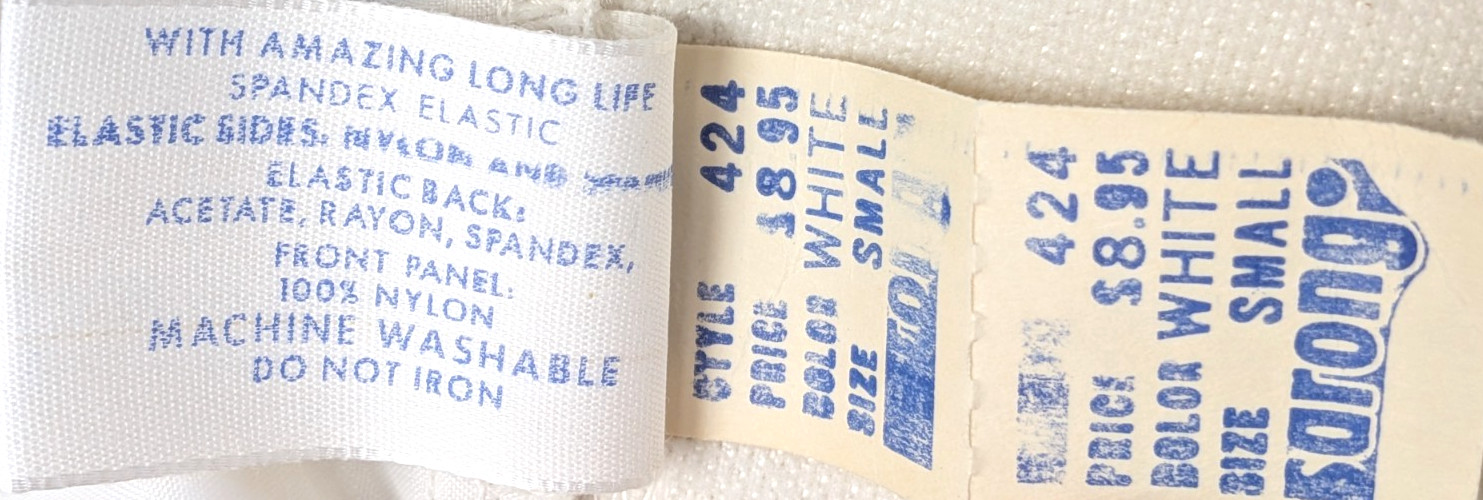 WITH AMAZING LONG LIFE
SPANDEX ELASTIC
ELASTIC SIDES: NYLON AND
ELASTIC BACK:
ACETATE, RAYON, SPANDEX,
FRONT PANEL:
100% NYLON
MACHINE WASHABLE
DO NOT IRON
STYLE 424
PRICE $8.95
COLOR WHITE
SIZE SMALL
424
PRICE $8.95
COLOR WHITE
SIZE SMALL
sarong